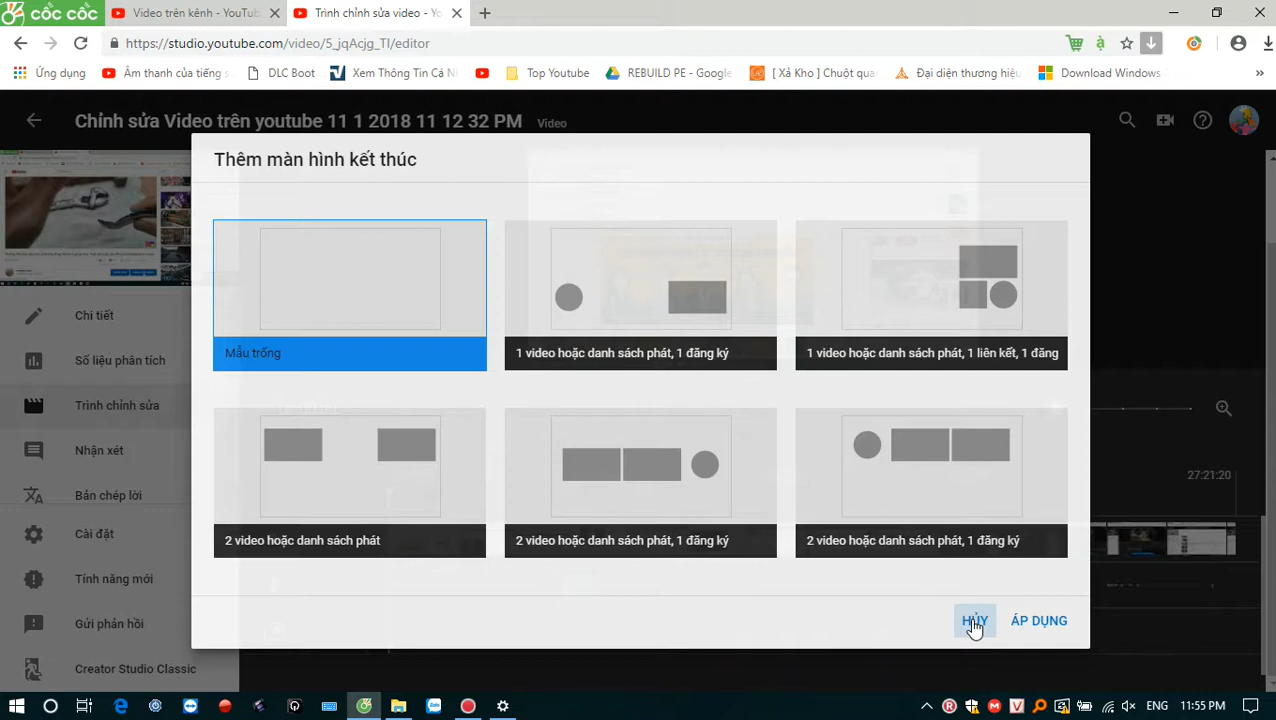 CỐC CỐC
Video trên kênh - YouTub
Trình chỉnh sửa video - Yo
https://studio.youtube.com/video/5_jqAcjg_TI/editor
Ứng dụng
Âm thanh của tiếng s
DLC Boot
Xem Thông Tin Cá N
Top Youtube
REBUILD PE - Google
[ Xả Kho ] Chuột qua
Đại diện thương hiệu
Download Windows
Chỉnh sửa Video trên youtube 11 1 2018 11 12 32 PM
Video
Thêm màn hình kết thúc
Mẫu trống
1 video hoặc danh sách phát, 1 đăng ký
1 video hoặc danh sách phát, 1 liên kết, 1 đăng
2 video hoặc danh sách phát
2 video hoặc danh sách phát, 1 đăng ký
2 video hoặc danh sách phát, 1 đăng ký
HỦY
ÁP DỤNG
Chi tiết
Số liệu phân tích
Trình chỉnh sửa
Nhận xét
Bản chép lời
Cài đặt
Tính năng mới
Gửi phản hồi
Creator Studio Classic
27:21:20
ENG
11:55 PM